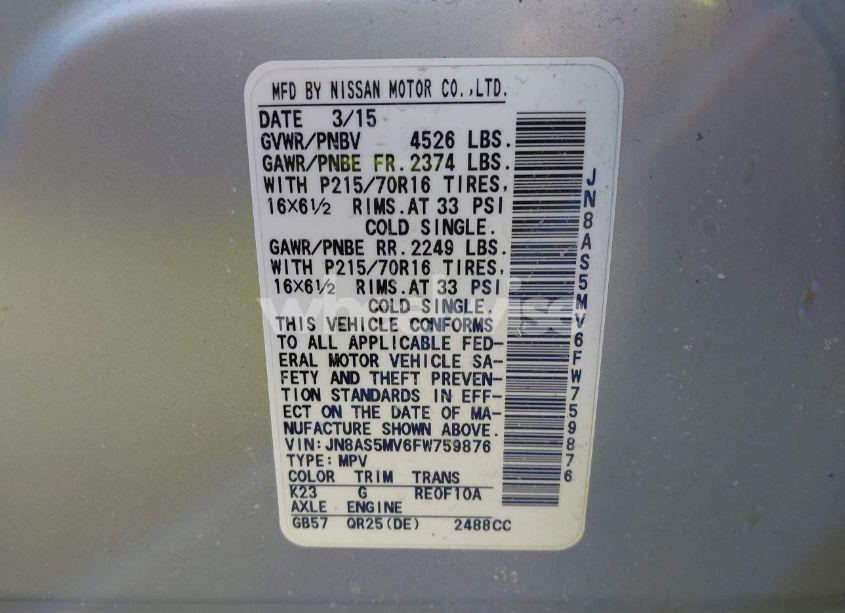 MFD BY NISSAN MOTOR CO.,LTD.
DATE 3/15
GVWR/PNBV 4526 LBS.
GAWR/PNBE FR.2374 LBS.
WITH P215/70R16 TIRES,
16X6½ RIMS.AT 33 PSI
COLD SINGLE.
GAWR/PNBE RR.2249 LBS.
WITH P215/70R16 TIRES,
16X6½ RIMS.AT 33 PSI
COLD SINGLE.
THIS VEHICLE CONFORMS
TO ALL APPLICABLE FED-
ERAL MOTOR VEHICLE SA-
FETY AND THEFT PREVEN-
TION STANDARDS IN EFF-
ECT ON THE DATE OF MA-
NUFACTURE SHOWN ABOVE.
VIN:JN8AS5MV6FW759876
TYPE:MPV
COLOR TRIM TRANS
K23 G RE0F10A
AXLE ENGINE
GB57 QR25(DE) 2488CC
JN8AS5MV6FW759876